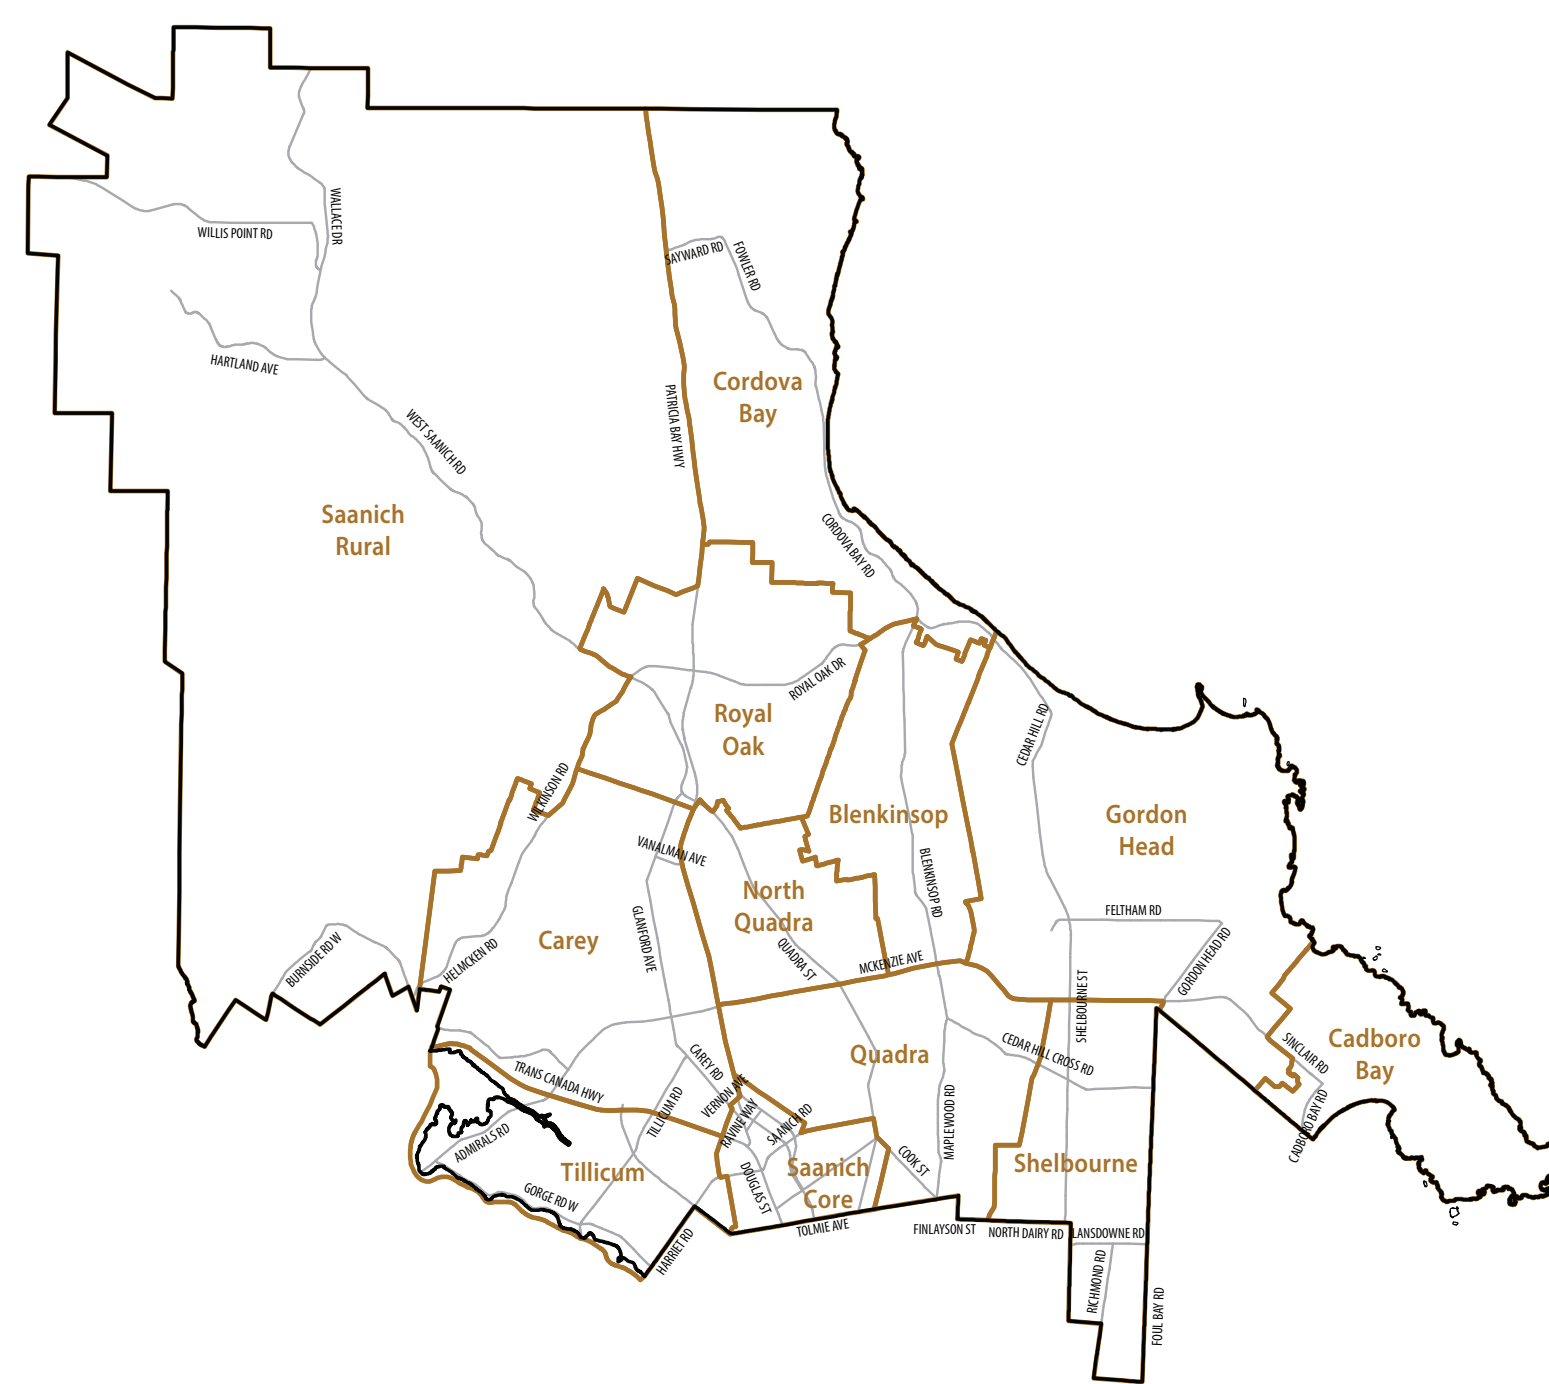 WALLACE DR
WILLIS POINT RD
SAYWARD RD
FOWLER RD
HARTLAND AVE
Cordova
Bay
PATRICIA BAY HWY
WEST SAANICH RD
Saanich
Rural
CORDOVA BAY RD
ROYAL OAK DR
Royal
Oak
CEDAR HILL RD
WILKINSON RD
Blenkinsop
Gordon
Head
VANALMAN AVE
BLENKINSOP RD
North
Quadra
FELTHAM RD
GLANFORD AVE
Carey
QUADRA ST
MCKENZIE AVE
GORDON HEAD RD
BURNSIDE RD W
HELMCKEN RD
SHELBOURNE ST
Cadboro
Bay
SINCLAIR RD
Quadra
CEDAR HILL CROSS RD
CAREY RD
TRANS CANADA HWY
VERNON AVE
TILLICUM RD
RAVINE WAY
SAANICH RD
MAPLEWOOD RD
CADBORO BAY RD
ADMIRALS RD
COOK ST
Shelbourne
Tillicum
Saanich
Core
DOUGLAS ST
GORGE RD W
TOLMIE AVE
FINLAYSON ST
NORTH DAIRY RD
LANSDOWNE RD
HARRIET RD
RICHMOND RD
FOUL BAY RD